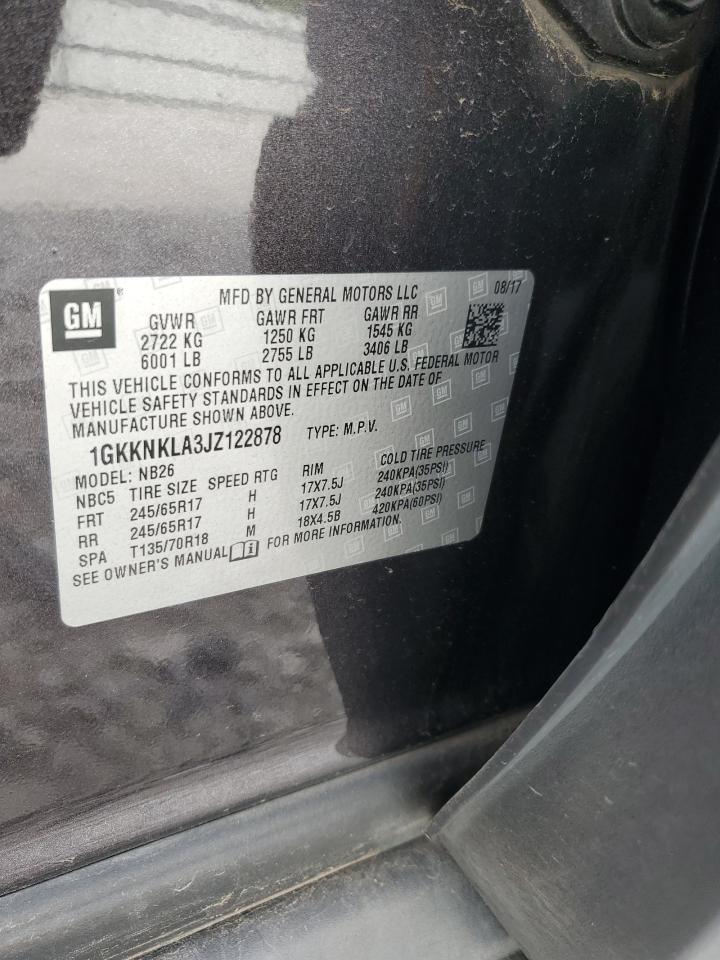 GM
MFD BY GENERAL MOTORS LLC 08/17
GVWR GAWR FRT GAWR RR
2722 KG 1250 KG 1545 KG
6001 LB 2755 LB 3406 LB
THIS VEHICLE CONFORMS TO ALL APPLICABLE U.S. FEDERAL MOTOR
VEHICLE SAFETY STANDARDS IN EFFECT ON THE DATE OF
MANUFACTURE SHOWN ABOVE.
1GKKNKLA3JZ122878 TYPE: M.P.V.
MODEL: NB26
NBC5 TIRE SIZE SPEED RTG RIM COLD TIRE PRESSURE
FRT 245/65R17 H 17X7.5J 240KPA(35PSI)
RR 245/65R17 H 17X7.5J 240KPA(35PSI)
SPA T135/70R18 M 18X4.5B 420KPA(60PSI)
SEE OWNER'S MANUAL i FOR MORE INFORMATION.